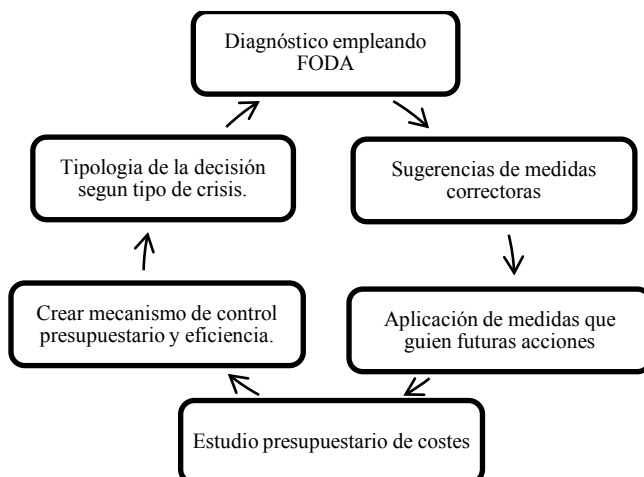 Diagnóstico empleando
FODA
Tipologia de la decisión
segun tipo de crisis.
Sugerencias de medidas
correctoras
Crear mecanismo de control
presupuestario y eficiencia.
Aplicación de medidas que
guien futuras acciones
Estudio presupuestario de costes